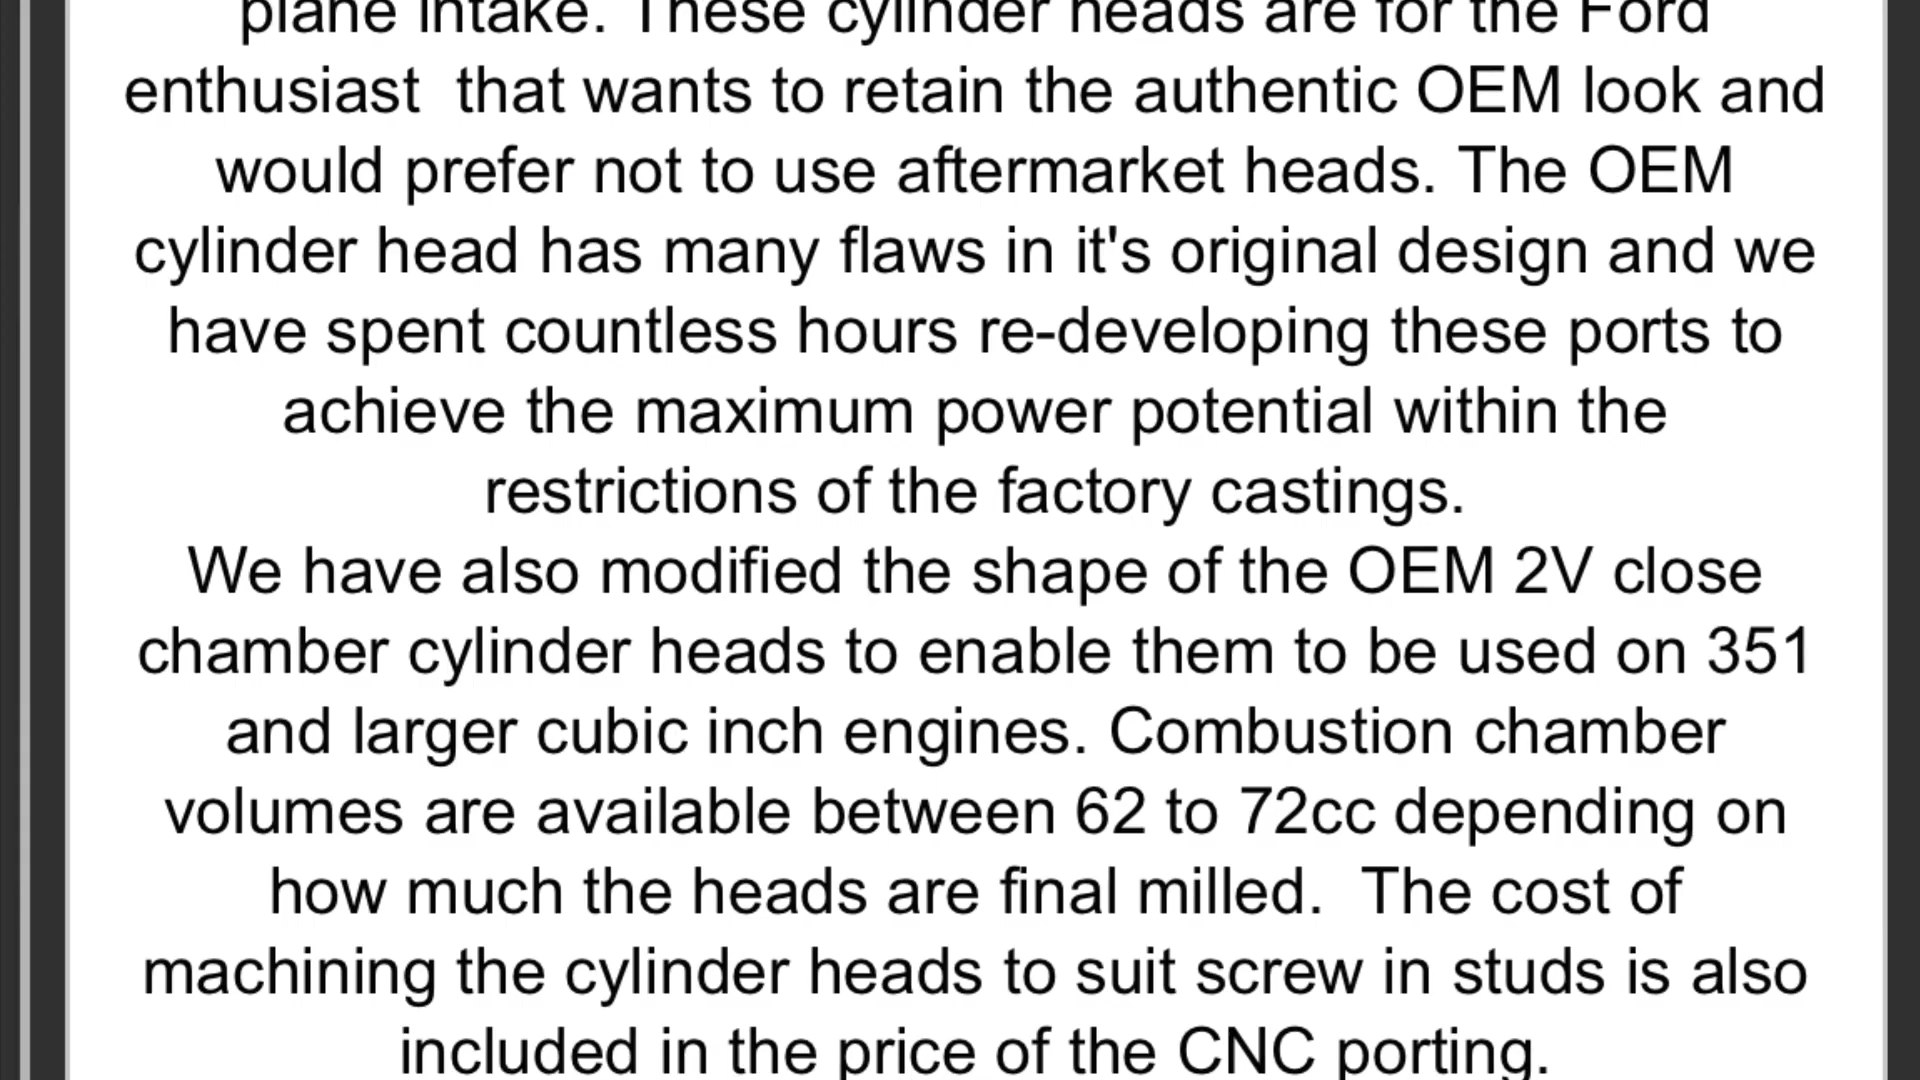 plane intake. These cylinder heads are for the Ford
enthusiast  that wants to retain the authentic OEM look and
would prefer not to use aftermarket heads. The OEM
cylinder head has many flaws in it's original design and we
have spent countless hours re-developing these ports to
achieve the maximum power potential within the
restrictions of the factory castings.
We have also modified the shape of the OEM 2V close
chamber cylinder heads to enable them to be used on 351
and larger cubic inch engines. Combustion chamber
volumes are available between 62 to 72cc depending on
how much the heads are final milled.  The cost of
machining the cylinder heads to suit screw in studs is also
included in the price of the CNC porting.